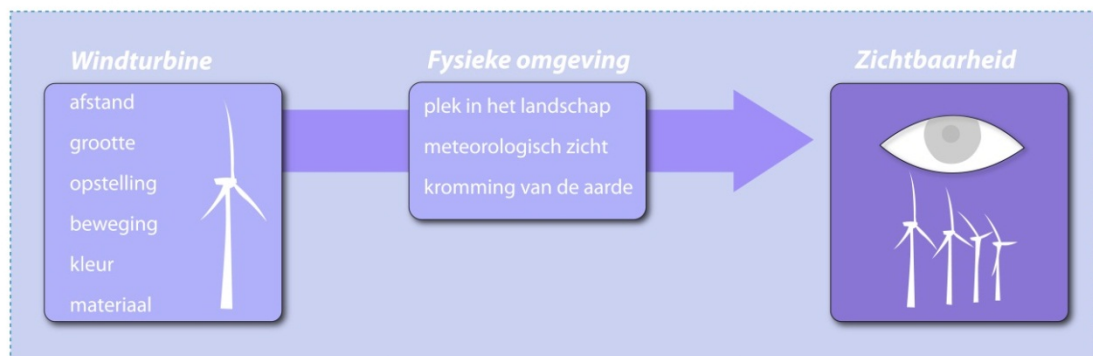 Windturbine
afstand
grootte
opstelling
beweging
kleur
materiaal
Fysieke omgeving
plek in het landschap
meteorologisch zicht
kromming van de aarde
Zichtbaarheid